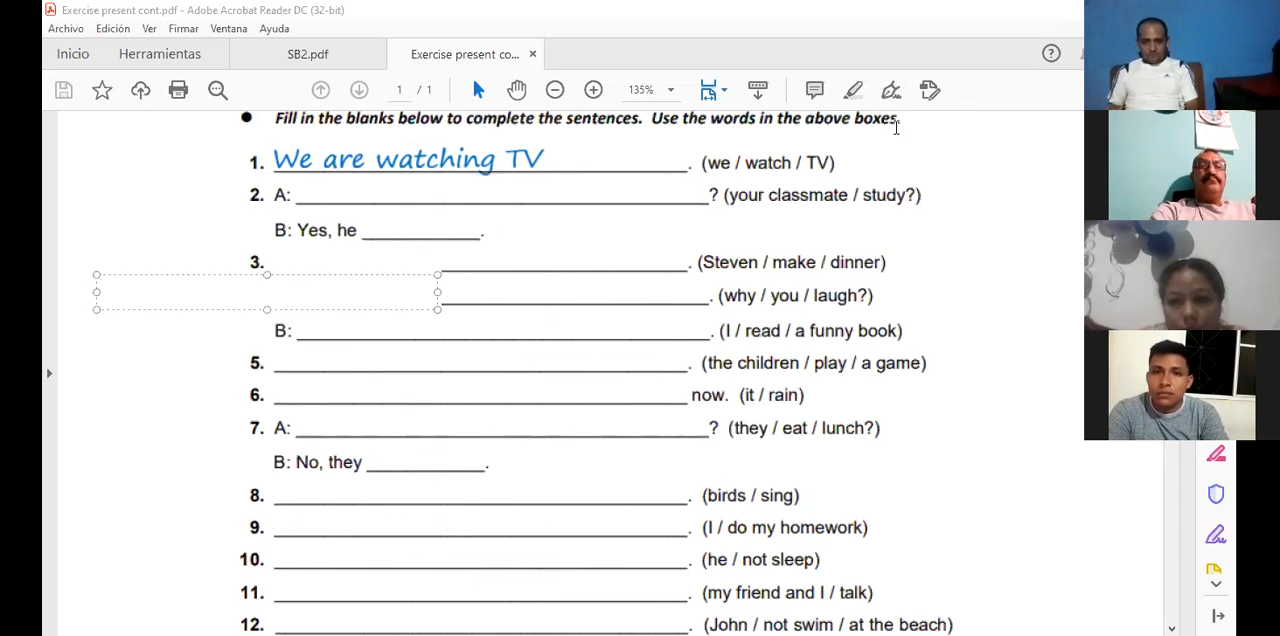 Exercise present cont.pdf - Adobe Acrobat Reader DC (32-bit)
Archivo Edición Ver Firmar Ventana Ayuda
Inicio Herramientas SB2.pdf Exercise present co... ×
1 / 1 135%
Fill in the blanks below to complete the sentences. Use the words in the above boxes.
1. We are watching TV. (we / watch / TV)
2. A: ? (your classmate / study?)
B: Yes, he .
3. . (Steven / make / dinner)
. (why / you / laugh?)
B: . (I / read / a funny book)
5. . (the children / play / a game)
6. now. (it / rain)
7. A: ? (they / eat / lunch?)
B: No, they .
8. . (birds / sing)
9. . (I / do my homework)
10. . (he / not sleep)
11. . (my friend and I / talk)
12. . (John / not swim / at the beach)